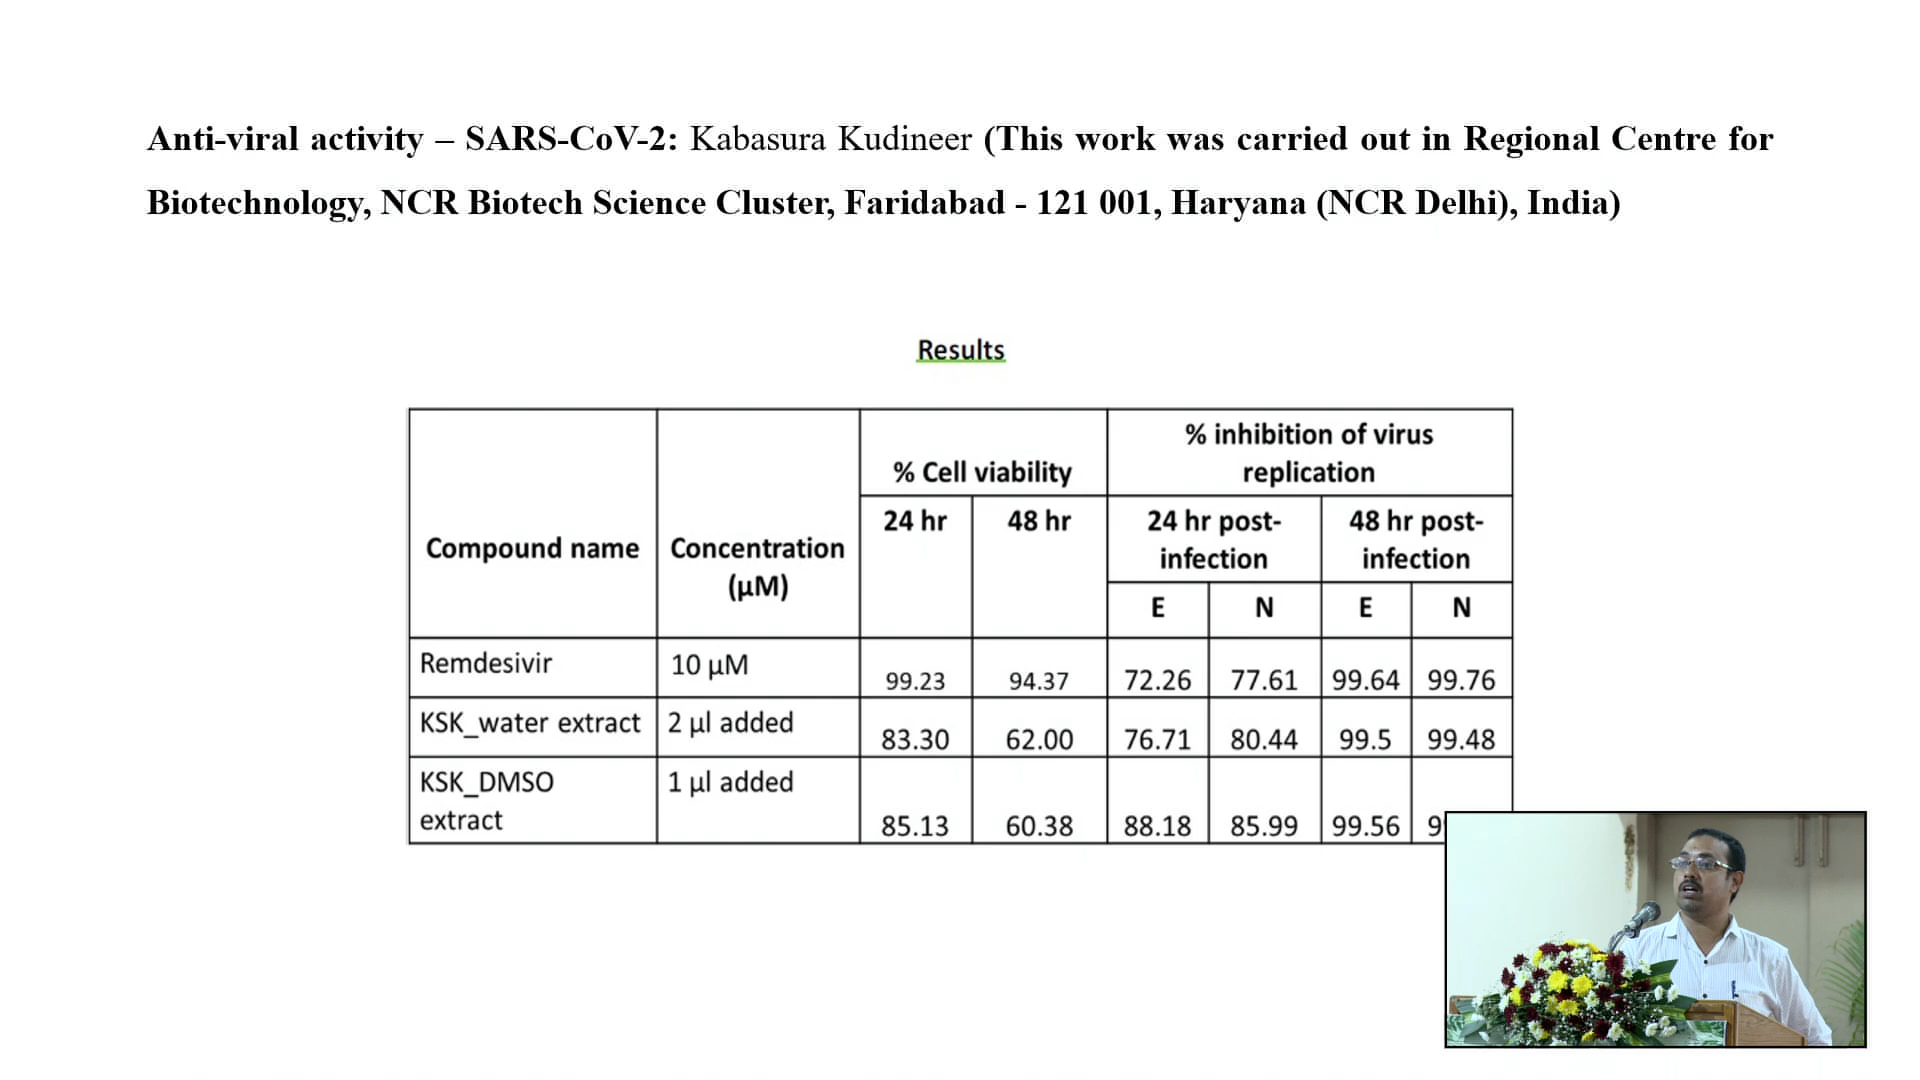 Anti-viral activity – SARS-CoV-2: Kabasura Kudineer (This work was carried out in Regional Centre for
Biotechnology, NCR Biotech Science Cluster, Faridabad - 121 001, Haryana (NCR Delhi), India)
Results
Compound name
Concentration
(µM)
% Cell viability
% inhibition of virus
replication
24 hr 48 hr
24 hr post-
infection
48 hr post-
infection
E N E N
Remdesivir 10 µM 99.23 94.37 72.26 77.61 99.64 99.76
KSK_water extract 2 µl added 83.30 62.00 76.71 80.44 99.5 99.48
KSK_DMSO
extract
1 µl added 85.13 60.38 88.18 85.99 99.56